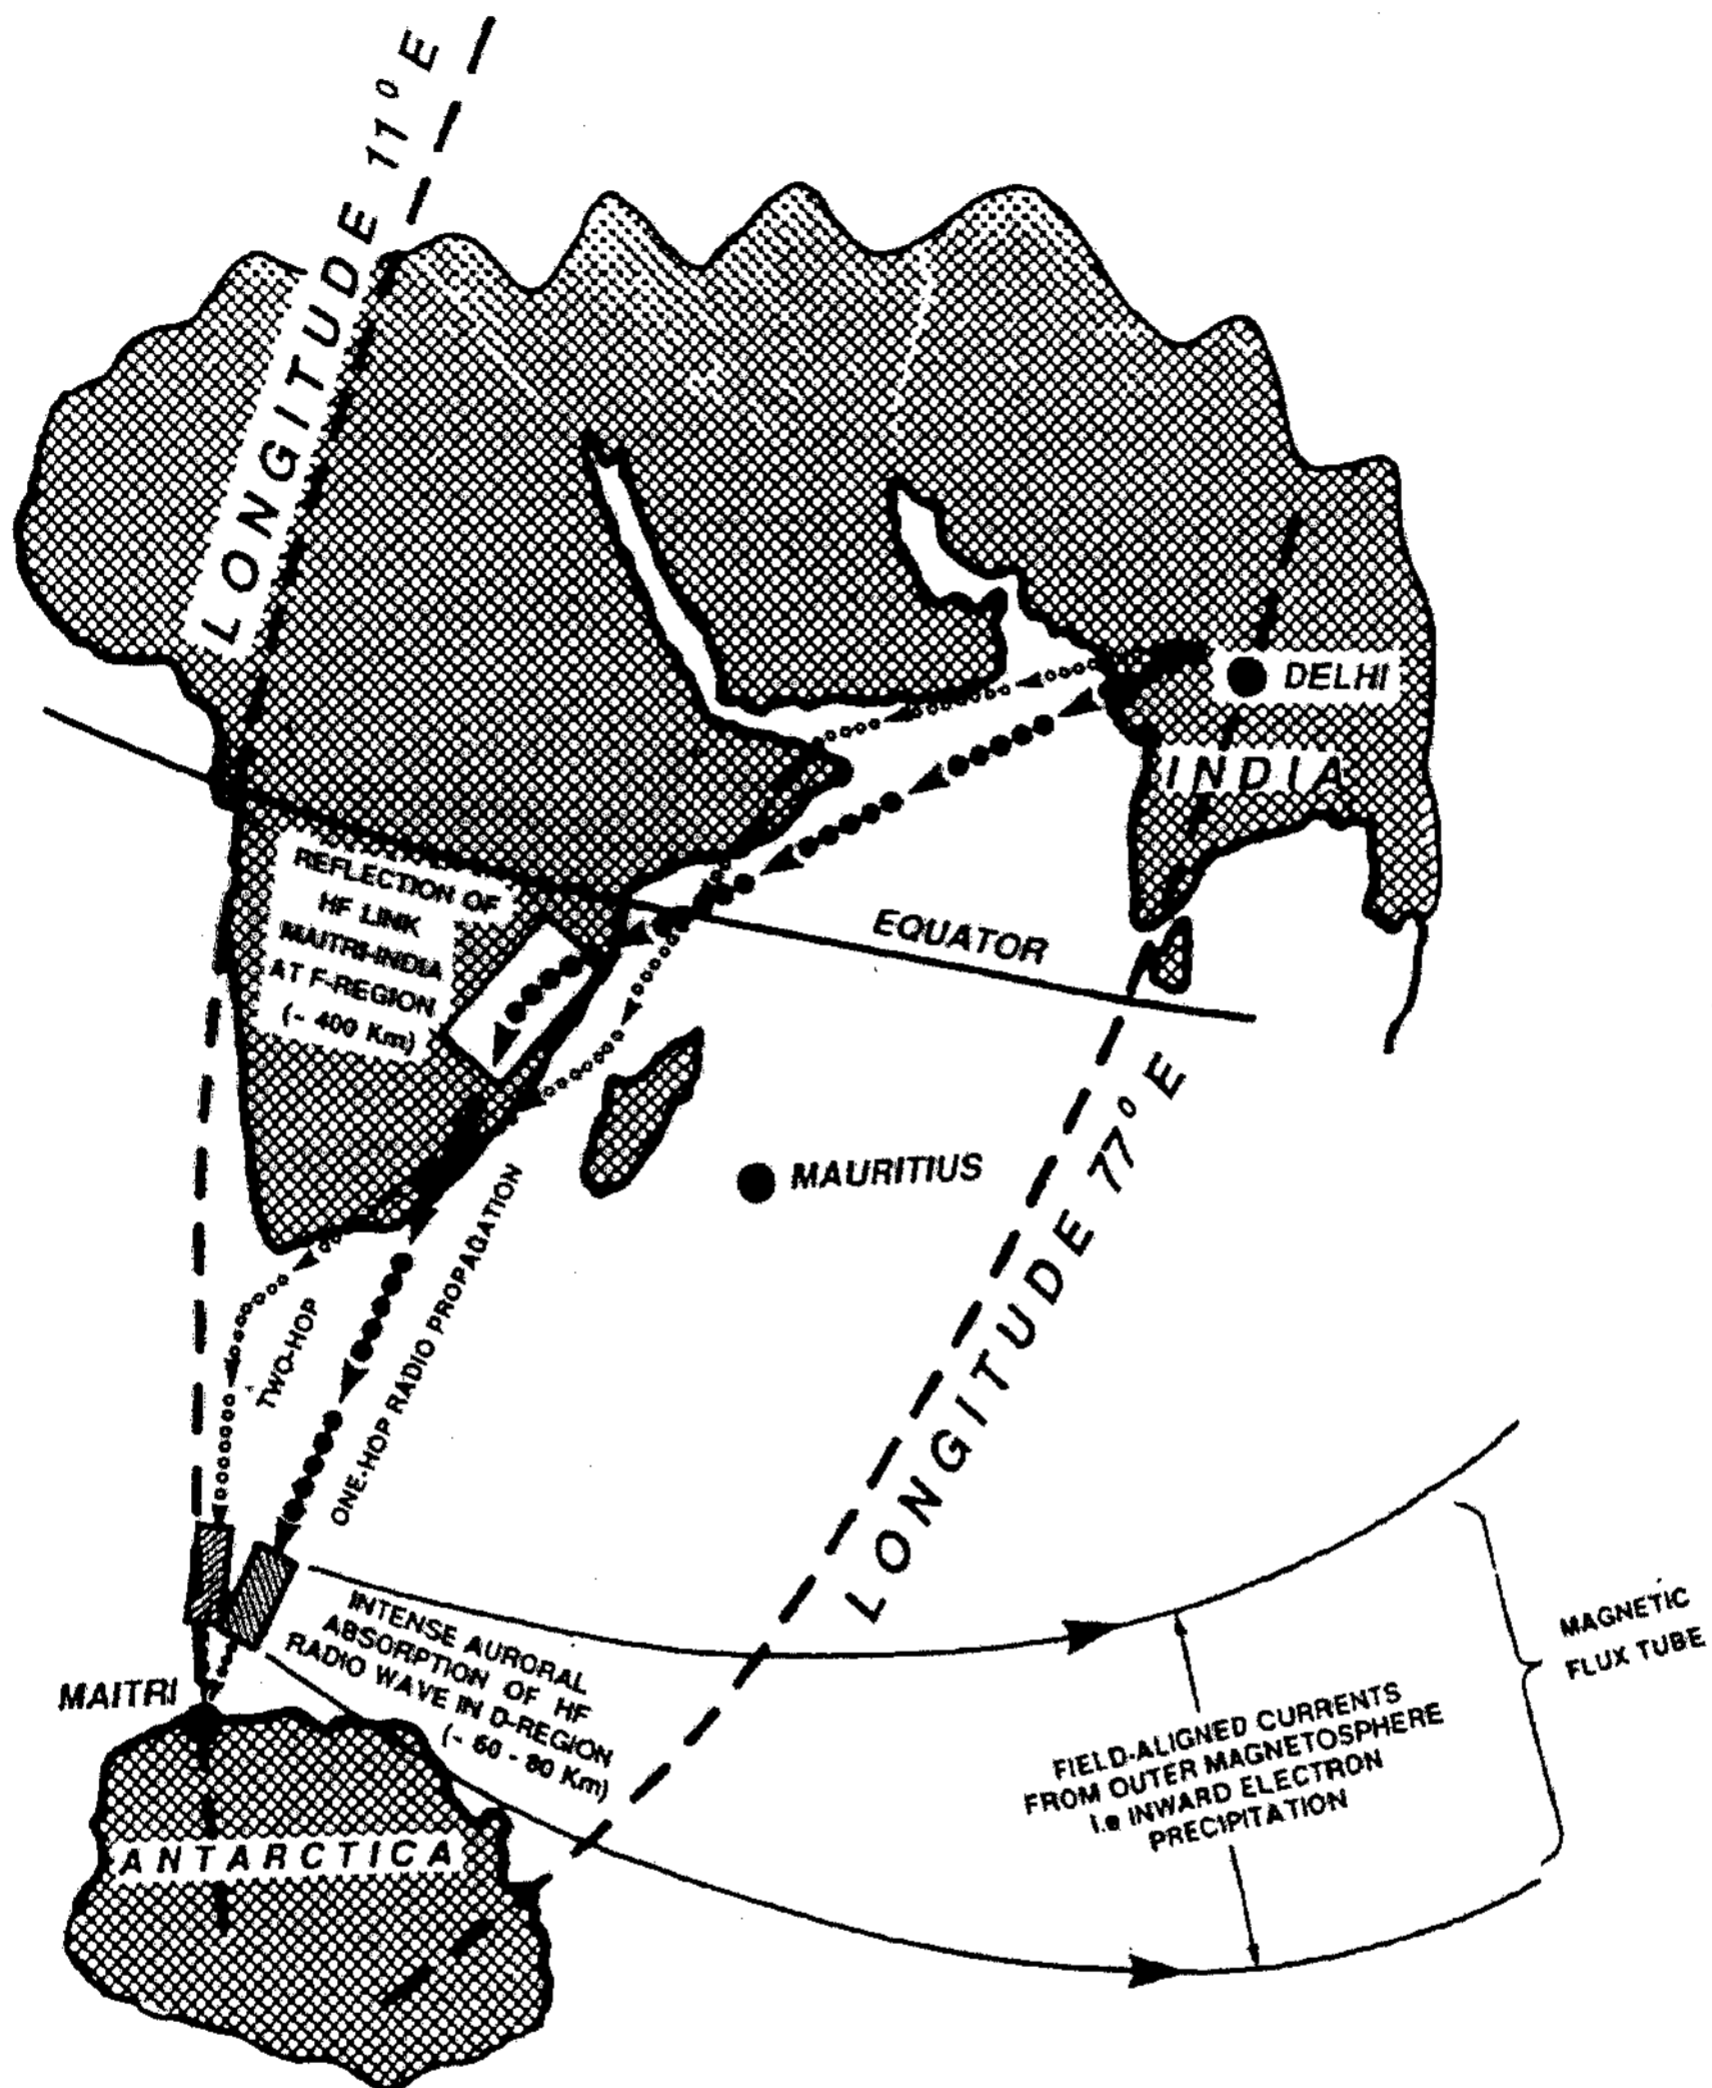 LONGITUDE 11° E
DELHI
INDIA
REFLECTION OF
HF LINK
MAITRI-INDIA
AT F-REGION
(~ 400 Km)
EQUATOR
MAURITIUS
LONGITUDE 77° E
TWO-HOP
ONE-HOP RADIO PROPAGATION
INTENSE AURORAL
ABSORPTION OF HF
RADIO WAVE IN D-REGION
(~ 60 - 80 Km)
MAGNETIC
FLUX TUBE
MAITRI
FIELD-ALIGNED CURRENTS
FROM OUTER MAGNETOSPHERE
i.e INWARD ELECTRON
PRECIPITATION
ANTARCTICA